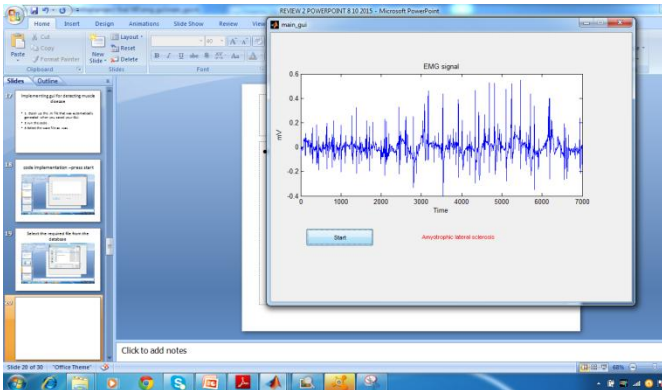 REVIEW 2 POWERPOINT 8 10 2015 - Microsoft PowerPoint
Home Insert Design Animations Slide Show Review View
Paste
Cut
Copy
Format Painter
Clipboard
New
Slide
Layout
Reset
Delete
Slides
Font
Slides Outline
17
Implementing gui for detecting muscle
disease
18
code implementation –press start
19
Select the required file from the
database
20
main_gui
EMG signal
0.6
0.4
0.2
0
-0.2
-0.4
mV
0 1000 2000 3000 4000 5000 6000 7000
Time
Start
Amyotrophic lateral sclerosis
Click to add notes
Slide 20 of 30 "Office Theme"
68%